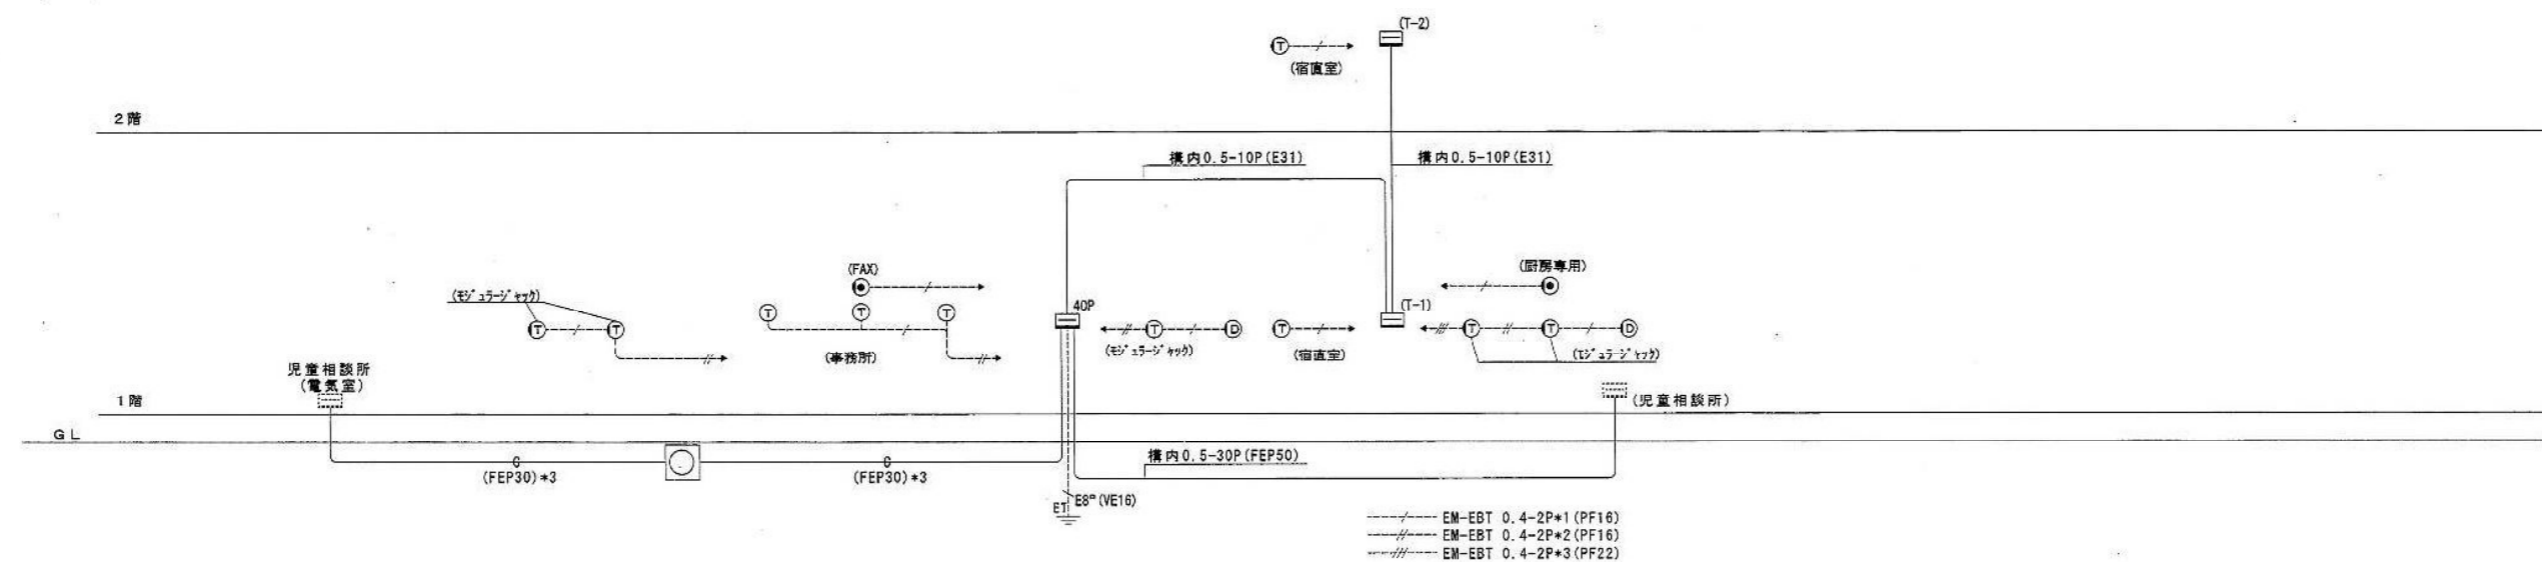 (T-2)
T
(宿直室)
2階
構内0.5-10P(E31)
構内0.5-10P(E31)
(FAX)
(厨房専用)
(モジュラージャック)
T
T
T
T
T
40P
(T-1)
T
D
T
T
T
D
(事務所)
(モジュラージャック)
(宿直室)
(モジュラージャック)
児童相談所
(電気室)
1階
(児童相談所)
GL
C
(FEP30)*3
C
(FEP30)*3
構内0.5-30P(FEP50)
E8□(VE16)
ET
EM-EBT 0.4-2P*1(PF16)
EM-EBT 0.4-2P*2(PF16)
EM-EBT 0.4-2P*3(PF22)